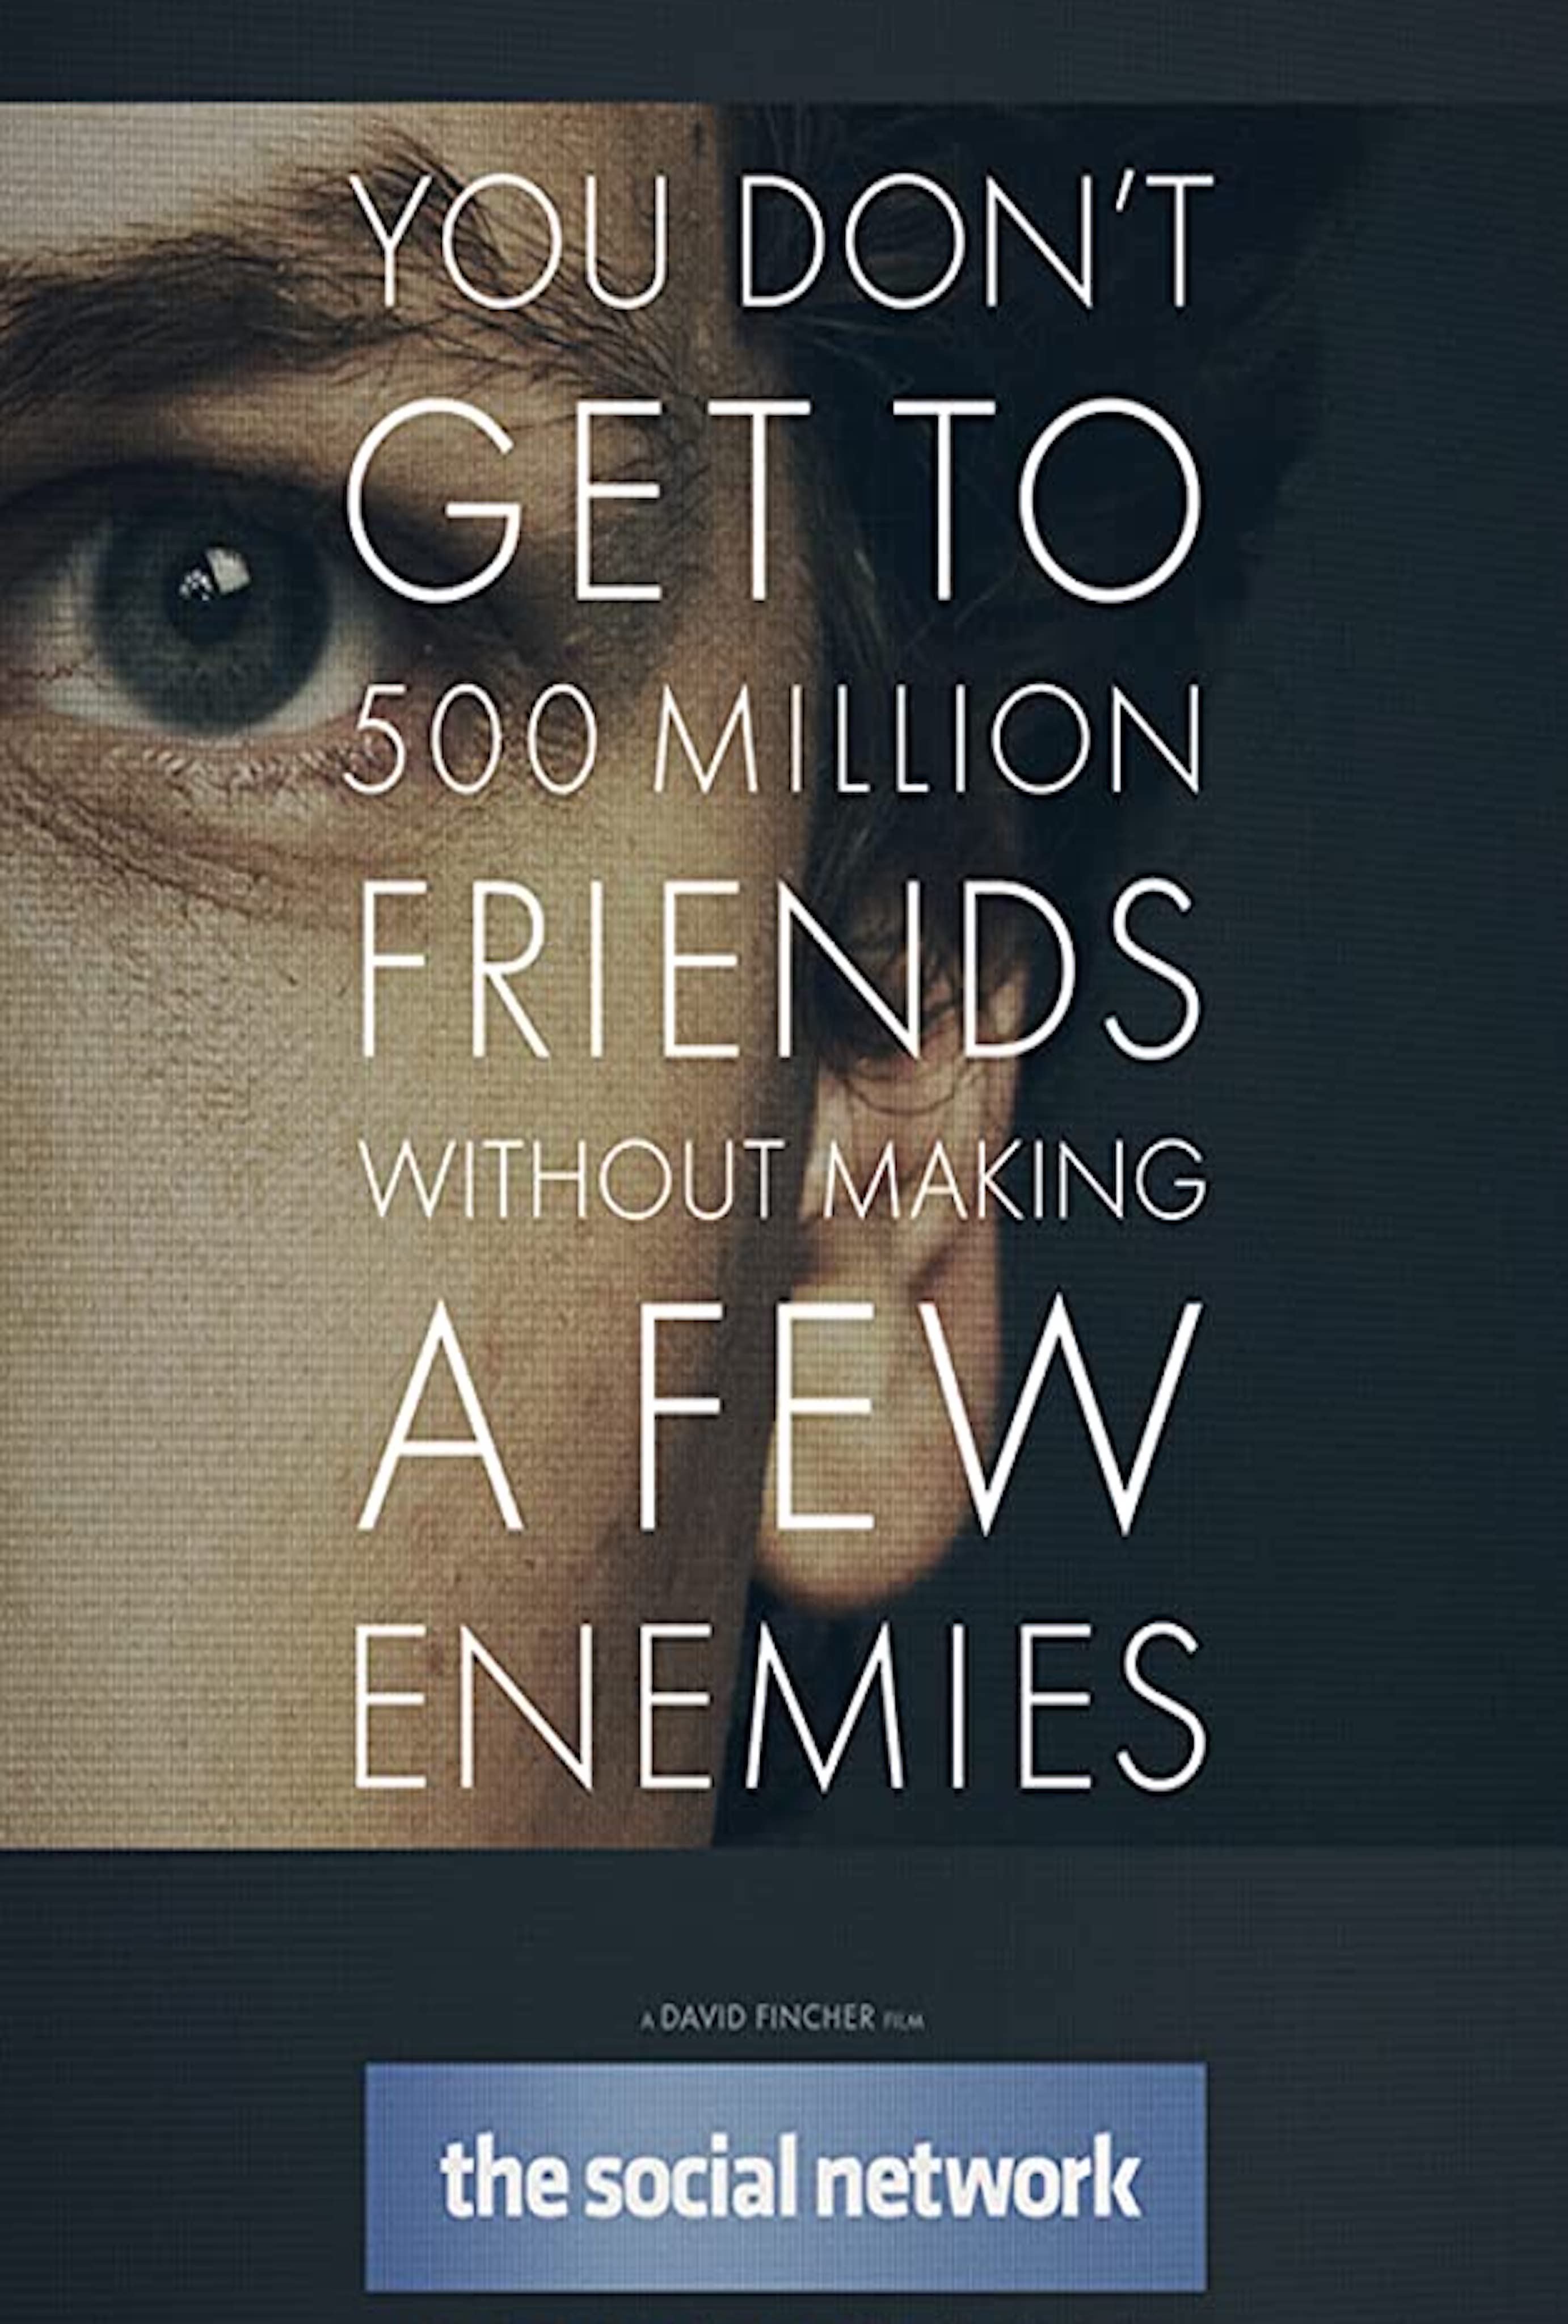 YOU DON'T
GET TO
500 MILLION
FRIENDS
WITHOUT MAKING
A FEW
ENEMIES
A DAVID FINCHER FILM
the social network